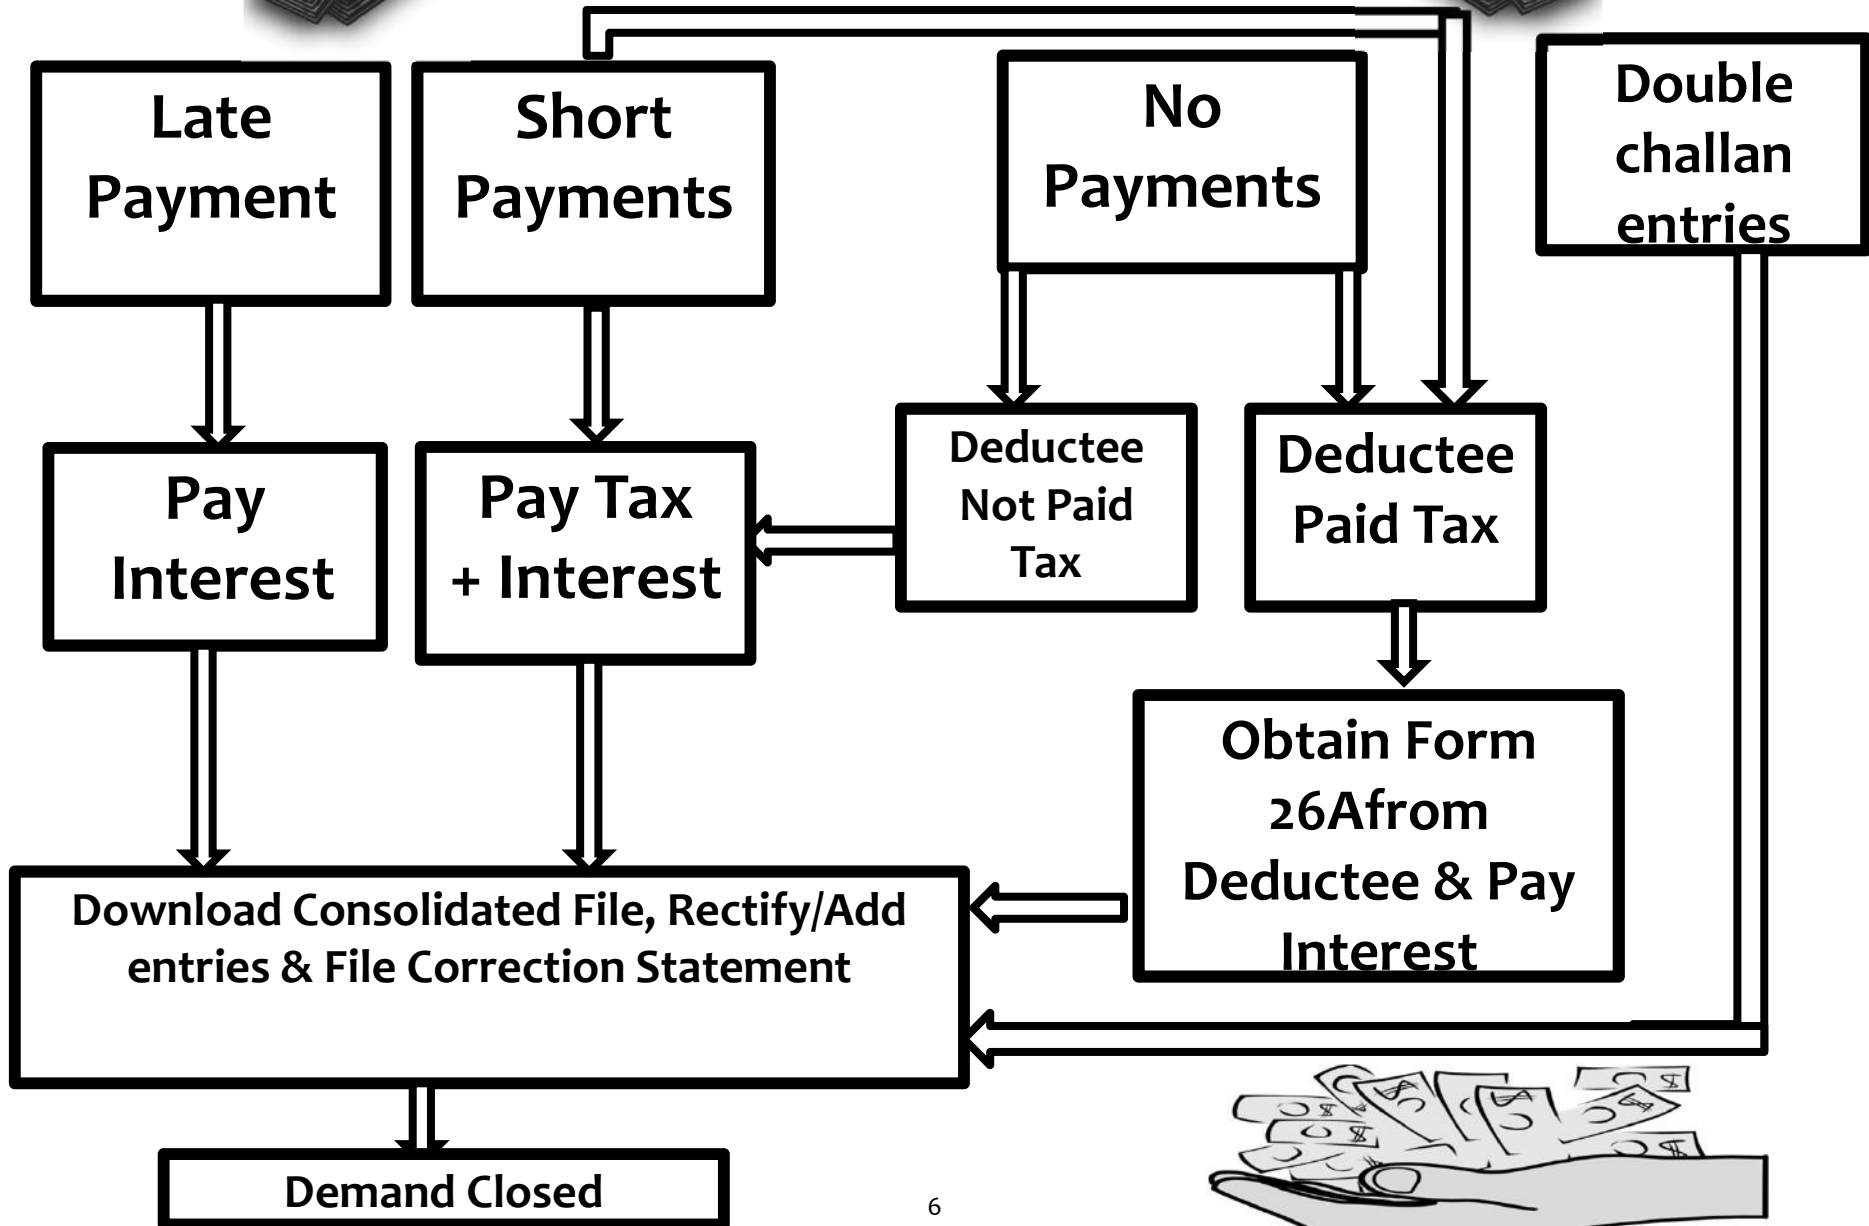 Late
Payment
Short
Payments
No
Payments
Double
challan
entries
Pay
Interest
Pay Tax
+ Interest
Deductee
Not Paid
Tax
Deductee
Paid Tax
Obtain Form
26Afrom
Deductee & Pay
Interest
Download Consolidated File, Rectify/Add
entries & File Correction Statement
Demand Closed
6